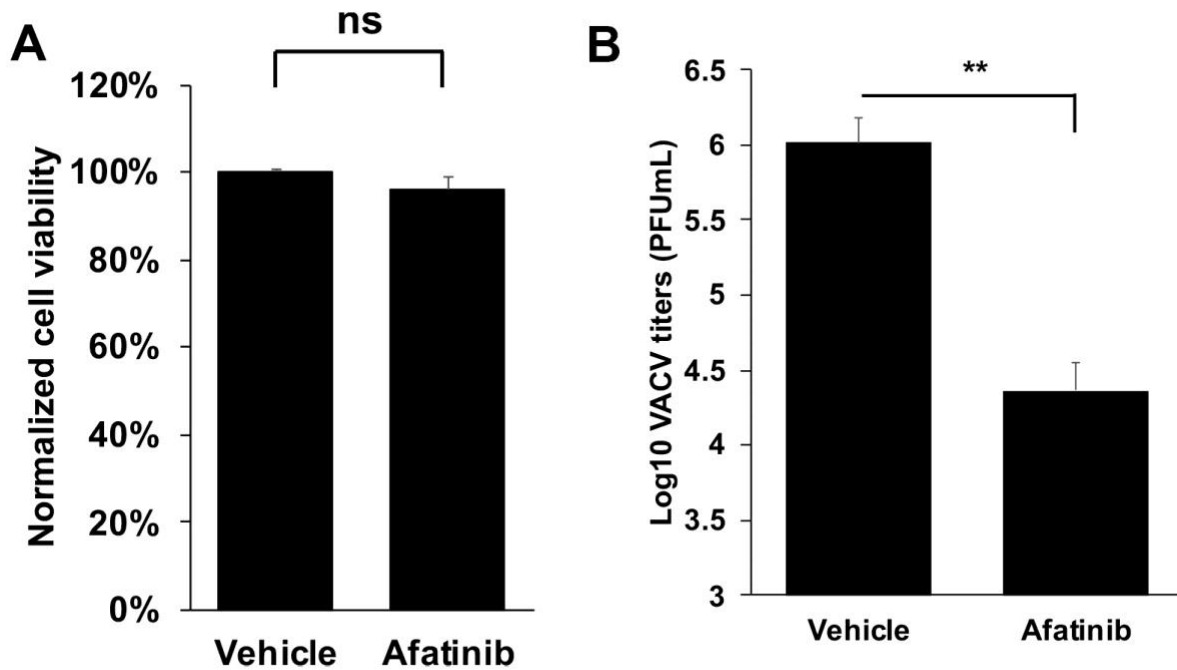 A
ns
Normalized cell viability
120%
100%
80%
60%
40%
20%
0%
Vehicle Afatinib
B
**
Log10 VACV titers (PFUmL)
6.5
6
5.5
5
4.5
4
3.5
3
Vehicle Afatinib